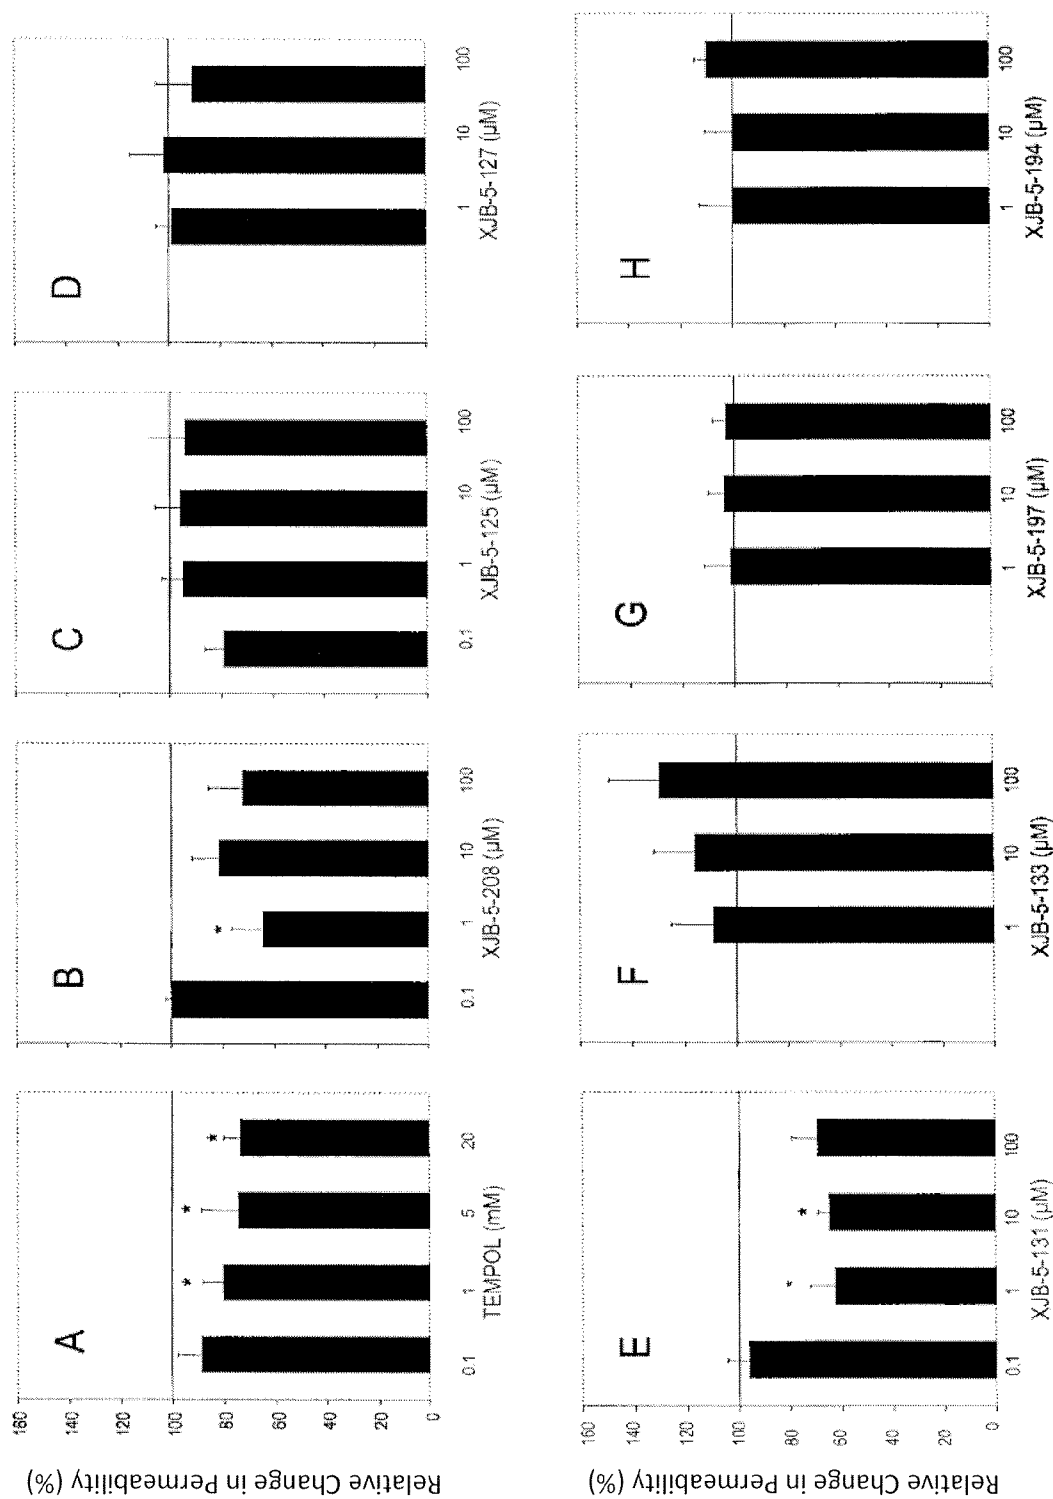 A
Relative Change in Permeability (%)
160
140
120
100
80
60
40
20
0
* * *
0.1 1 5 20
TEMPOL (mM)
B
*
0.1 1 10 100
XJB-5-208 (µM)
C
0.1 1 10 100
XJB-5-125 (µM)
D
1 10 100
XJB-5-127 (µM)
E
Relative Change in Permeability (%)
160
140
120
100
80
60
40
20
0
* *
0.1 1 10 100
XJB-5-131 (µM)
F
1 10 100
XJB-5-133 (µM)
G
1 10 100
XJB-5-197 (µM)
H
1 10 100
XJB-5-194 (µM)